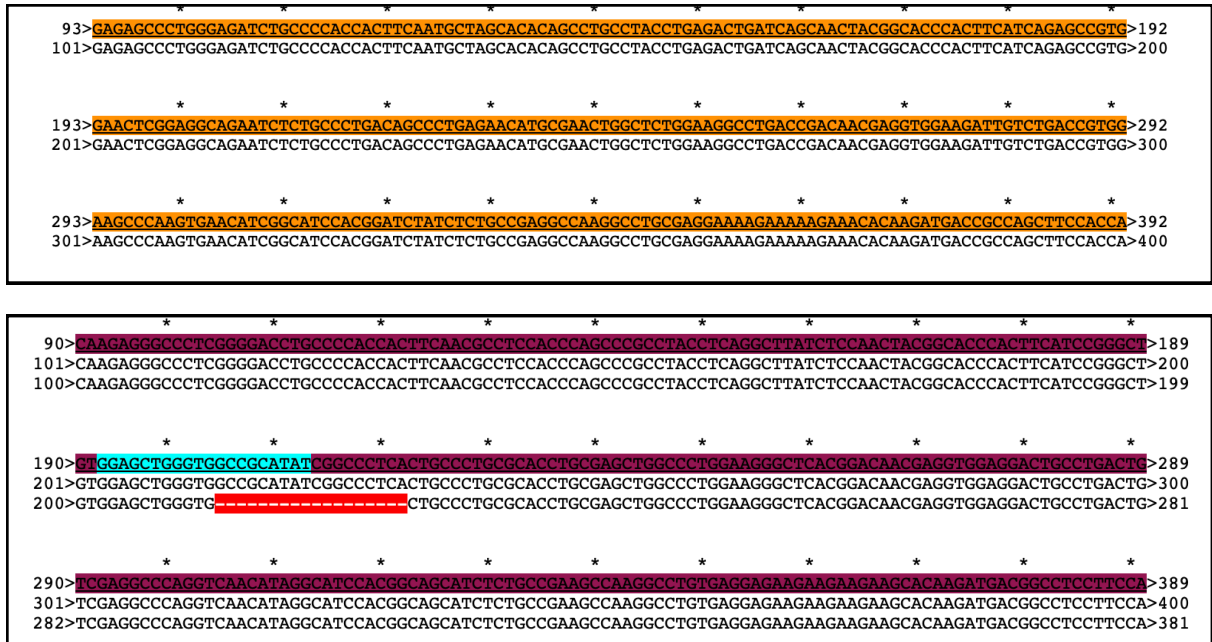 * * * * * * * * * *
93>GAGAGCCCTGGGAGATCTGCCCCACCACTTCAATGCTAGCACACAGCCTGCCTACCTGAGACTGATCAGCAACTACGGCACCCACTTCATCAGAGCCGTG>192
101>GAGAGCCCTGGGAGATCTGCCCCACCACTTCAATGCTAGCACACAGCCTGCCTACCTGAGACTGATCAGCAACTACGGCACCCACTTCATCAGAGCCGTG>200
* * * * * * * * * *
193>GAACTCGGAGGCAGAATCTCTGCCCTGACAGCCCTGAGAACATGCGAACTGGCTCTGGAAGGCCTGACCGACAACGAGGTGGAAGATTGTCTGACCGTGG>292
201>GAACTCGGAGGCAGAATCTCTGCCCTGACAGCCCTGAGAACATGCGAACTGGCTCTGGAAGGCCTGACCGACAACGAGGTGGAAGATTGTCTGACCGTGG>300
* * * * * * * * * *
293>AAGCCCAAGTGAACATCGGCATCCACGGATCTATCTCTGCCGAGGCCAAGGCCTGCGAGGAAAAGAAAAAGAAACACAAGATGACCGCCAGCTTCCACCA>392
301>AAGCCCAAGTGAACATCGGCATCCACGGATCTATCTCTGCCGAGGCCAAGGCCTGCGAGGAAAAGAAAAAGAAACACAAGATGACCGCCAGCTTCCACCA>400
* * * * * * * * * *
90>CAAGAGGGCCCTCGGGGACCTGCCCCACCACTTCAACGCCTCCACCCAGCCCGCCTACCTCAGGCTTATCTCCAACTACGGCACCCACTTCATCCGGGCT>189
101>CAAGAGGGCCCTCGGGGACCTGCCCCACCACTTCAACGCCTCCACCCAGCCCGCCTACCTCAGGCTTATCTCCAACTACGGCACCCACTTCATCCGGGCT>200
100>CAAGAGGGCCCTCGGGGACCTGCCCCACCACTTCAACGCCTCCACCCAGCCCGCCTACCTCAGGCTTATCTCCAACTACGGCACCCACTTCATCCGGGCT>199
* * * * * * * * * *
190>GTGGAGCTGGGTGGCCGCATATCGGCCCTCACTGCCCTGCGCACCTGCGAGCTGGCCCTGGAAGGGCTCACGGACAACGAGGTGGAGGACTGCCTGACTG>289
201>GTGGAGCTGGGTGGCCGCATATCGGCCCTCACTGCCCTGCGCACCTGCGAGCTGGCCCTGGAAGGGCTCACGGACAACGAGGTGGAGGACTGCCTGACTG>300
200>GTGGAGCTGGGTG------------------CTGCCCTGCGCACCTGCGAGCTGGCCCTGGAAGGGCTCACGGACAACGAGGTGGAGGACTGCCTGACTG>281
* * * * * * * * * *
290>TCGAGGCCCAGGTCAACATAGGCATCCACGGCAGCATCTCTGCCGAAGCCAAGGCCTGTGAGGAGAAGAAGAAGAAGCACAAGATGACGGCCTCCTTCCA>389
301>TCGAGGCCCAGGTCAACATAGGCATCCACGGCAGCATCTCTGCCGAAGCCAAGGCCTGTGAGGAGAAGAAGAAGAAGCACAAGATGACGGCCTCCTTCCA>400
282>TCGAGGCCCAGGTCAACATAGGCATCCACGGCAGCATCTCTGCCGAAGCCAAGGCCTGTGAGGAGAAGAAGAAGAAGCACAAGATGACGGCCTCCTTCCA>381